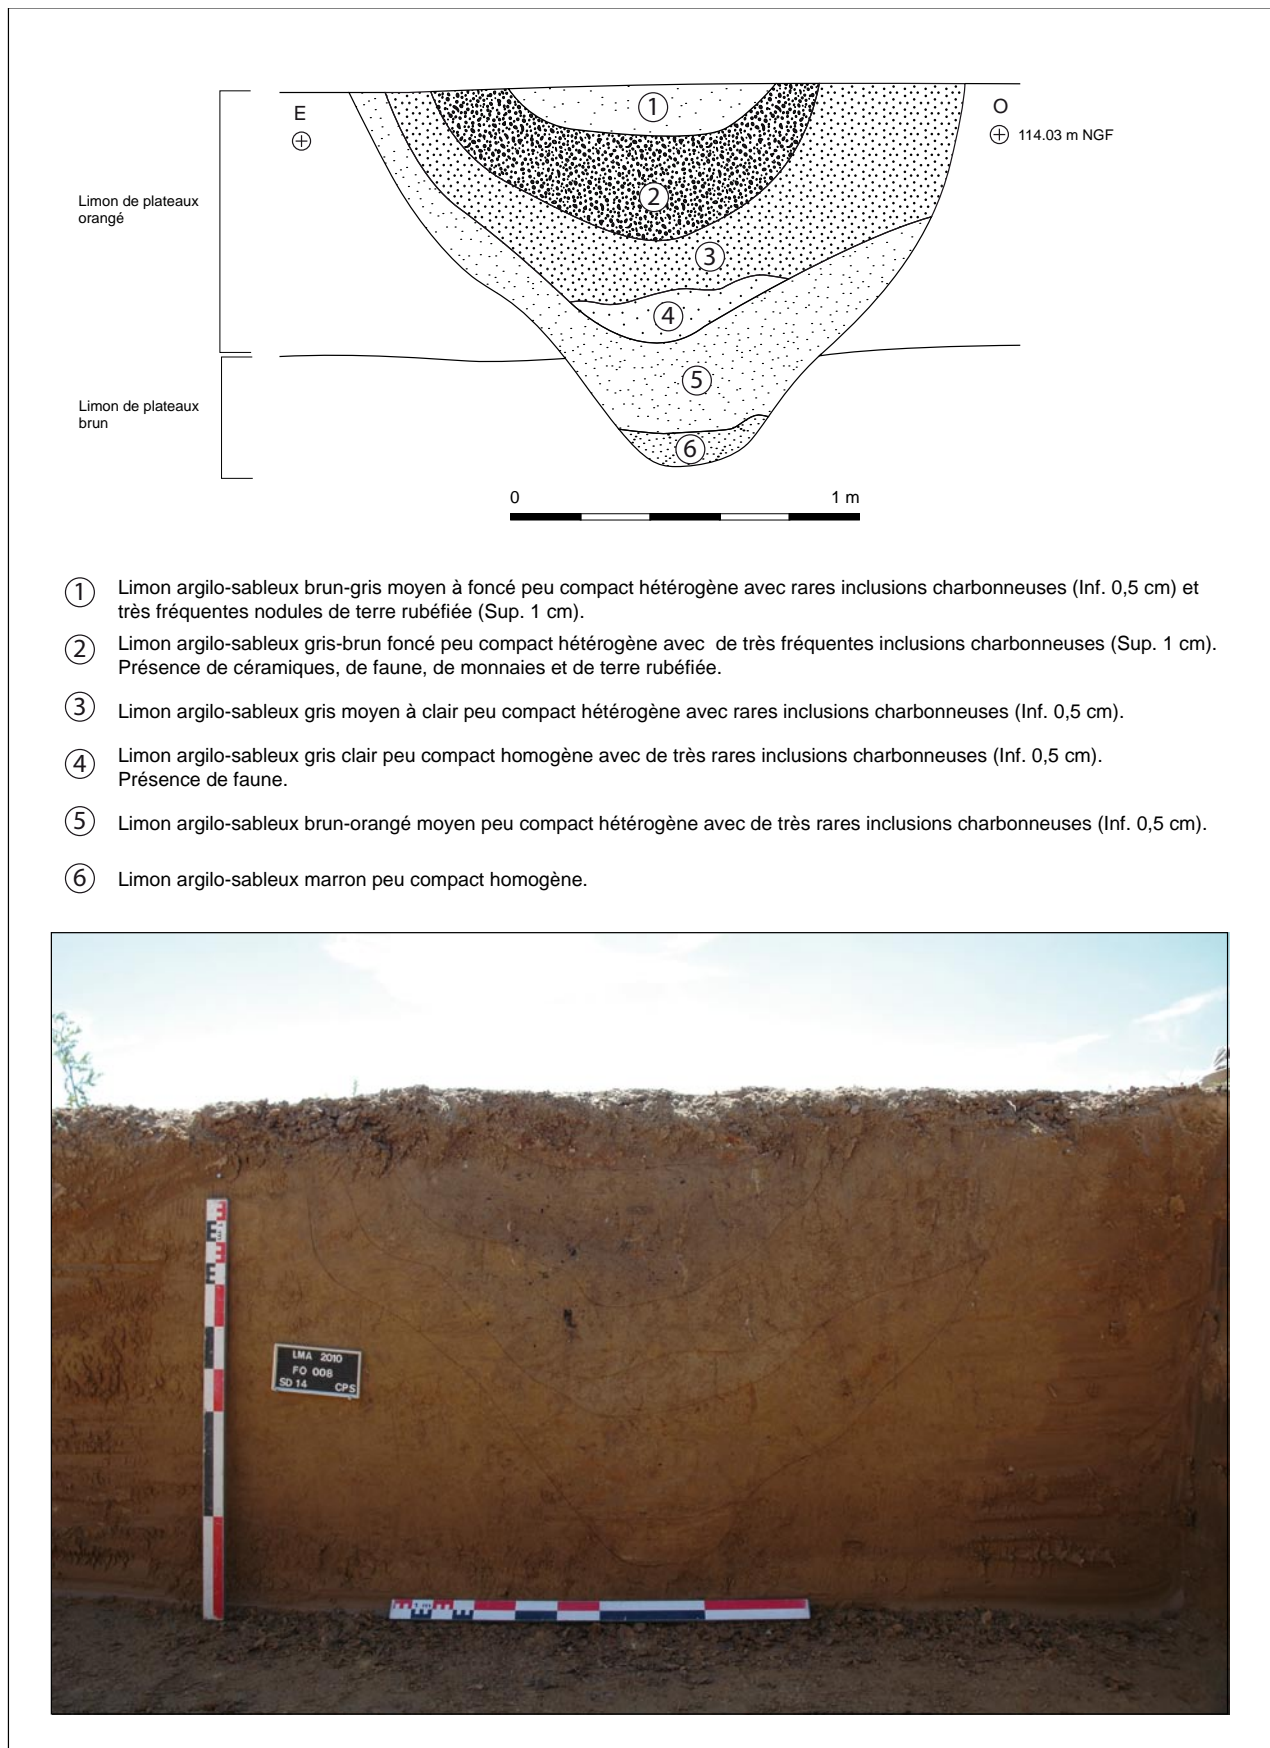 E
O
114.03 m NGF
1
2
3
4
5
6
Limon de plateaux
orangé
Limon de plateaux
brun
0 1 m
1 Limon argilo-sableux brun-gris moyen à foncé peu compact hétérogène avec rares inclusions charbonneuses (Inf. 0,5 cm) et
très fréquentes nodules de terre rubéfiée (Sup. 1 cm).
2 Limon argilo-sableux gris-brun foncé peu compact hétérogène avec de très fréquentes inclusions charbonneuses (Sup. 1 cm).
Présence de céramiques, de faune, de monnaies et de terre rubéfiée.
3 Limon argilo-sableux gris moyen à clair peu compact hétérogène avec rares inclusions charbonneuses (Inf. 0,5 cm).
4 Limon argilo-sableux gris clair peu compact homogène avec de très rares inclusions charbonneuses (Inf. 0,5 cm).
Présence de faune.
5 Limon argilo-sableux brun-orangé moyen peu compact hétérogène avec de très rares inclusions charbonneuses (Inf. 0,5 cm).
6 Limon argilo-sableux marron peu compact homogène.
LMA 2010
FO 008
SD 14 CPS
1 m